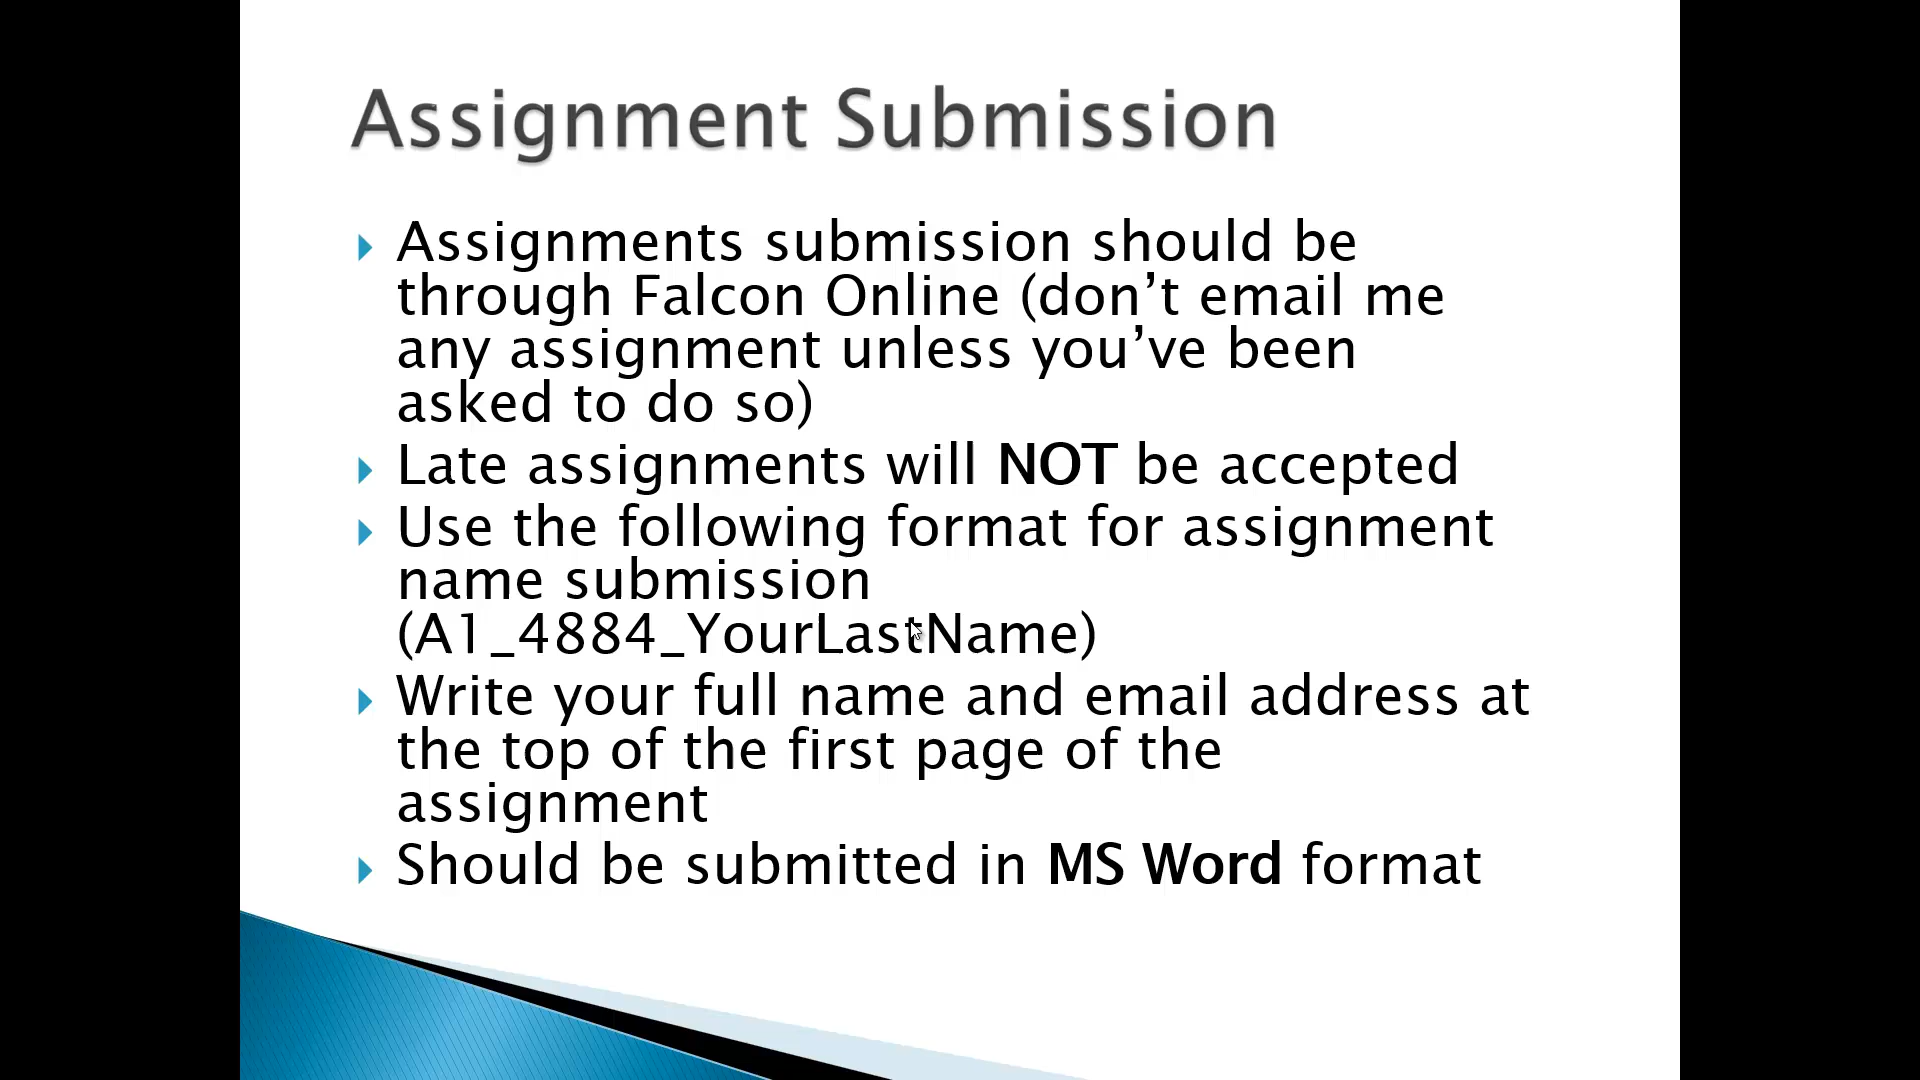 Assignment Submission
Assignments submission should be
through Falcon Online (don’t email me
any assignment unless you’ve been
asked to do so)
Late assignments will NOT be accepted
Use the following format for assignment
name submission
(A1_4884_YourLastName)
Write your full name and email address at
the top of the first page of the
assignment
Should be submitted in MS Word format